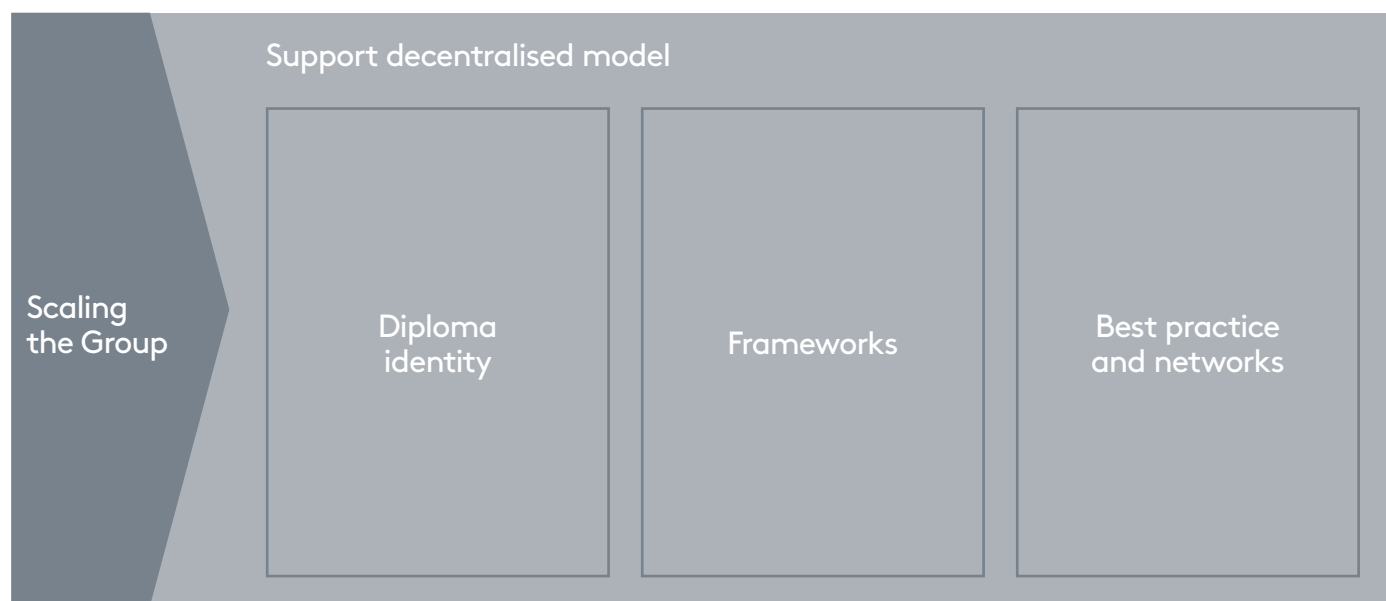 Support decentralised model
Scaling
the Group
Diploma
identity
Frameworks
Best practice
and networks